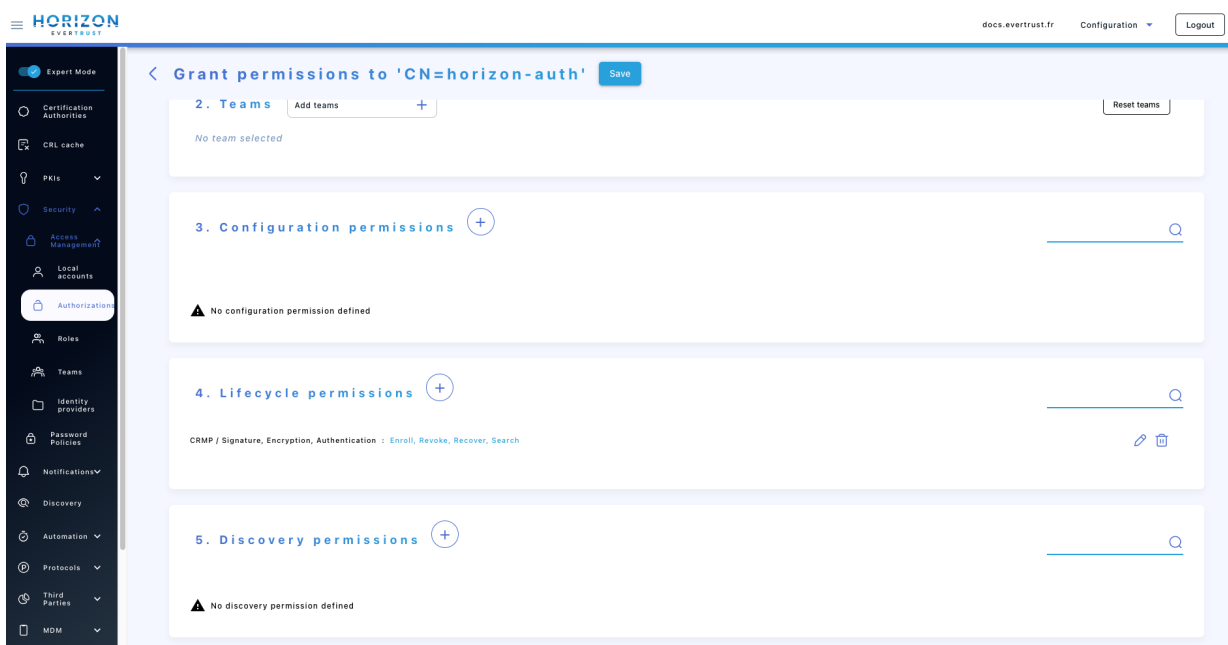 HORIZON
EVERTRUST
docs.evertrust.fr
Configuration
Logout
Expert Mode
Certification
Authorities
CRL cache
PKIs
Security
Access
Management
Local
accounts
Authorizations
Roles
Teams
Identity
providers
Password
Policies
Notifications
Discovery
Automation
Protocols
Third
Parties
MDM
Grant permissions to 'CN=horizon-auth'
Save
2. Teams
Add teams
Reset teams
No team selected
3. Configuration permissions
No configuration permission defined
4. Lifecycle permissions
CRMP / Signature, Encryption, Authentication : Enroll, Revoke, Recover, Search
5. Discovery permissions
No discovery permission defined